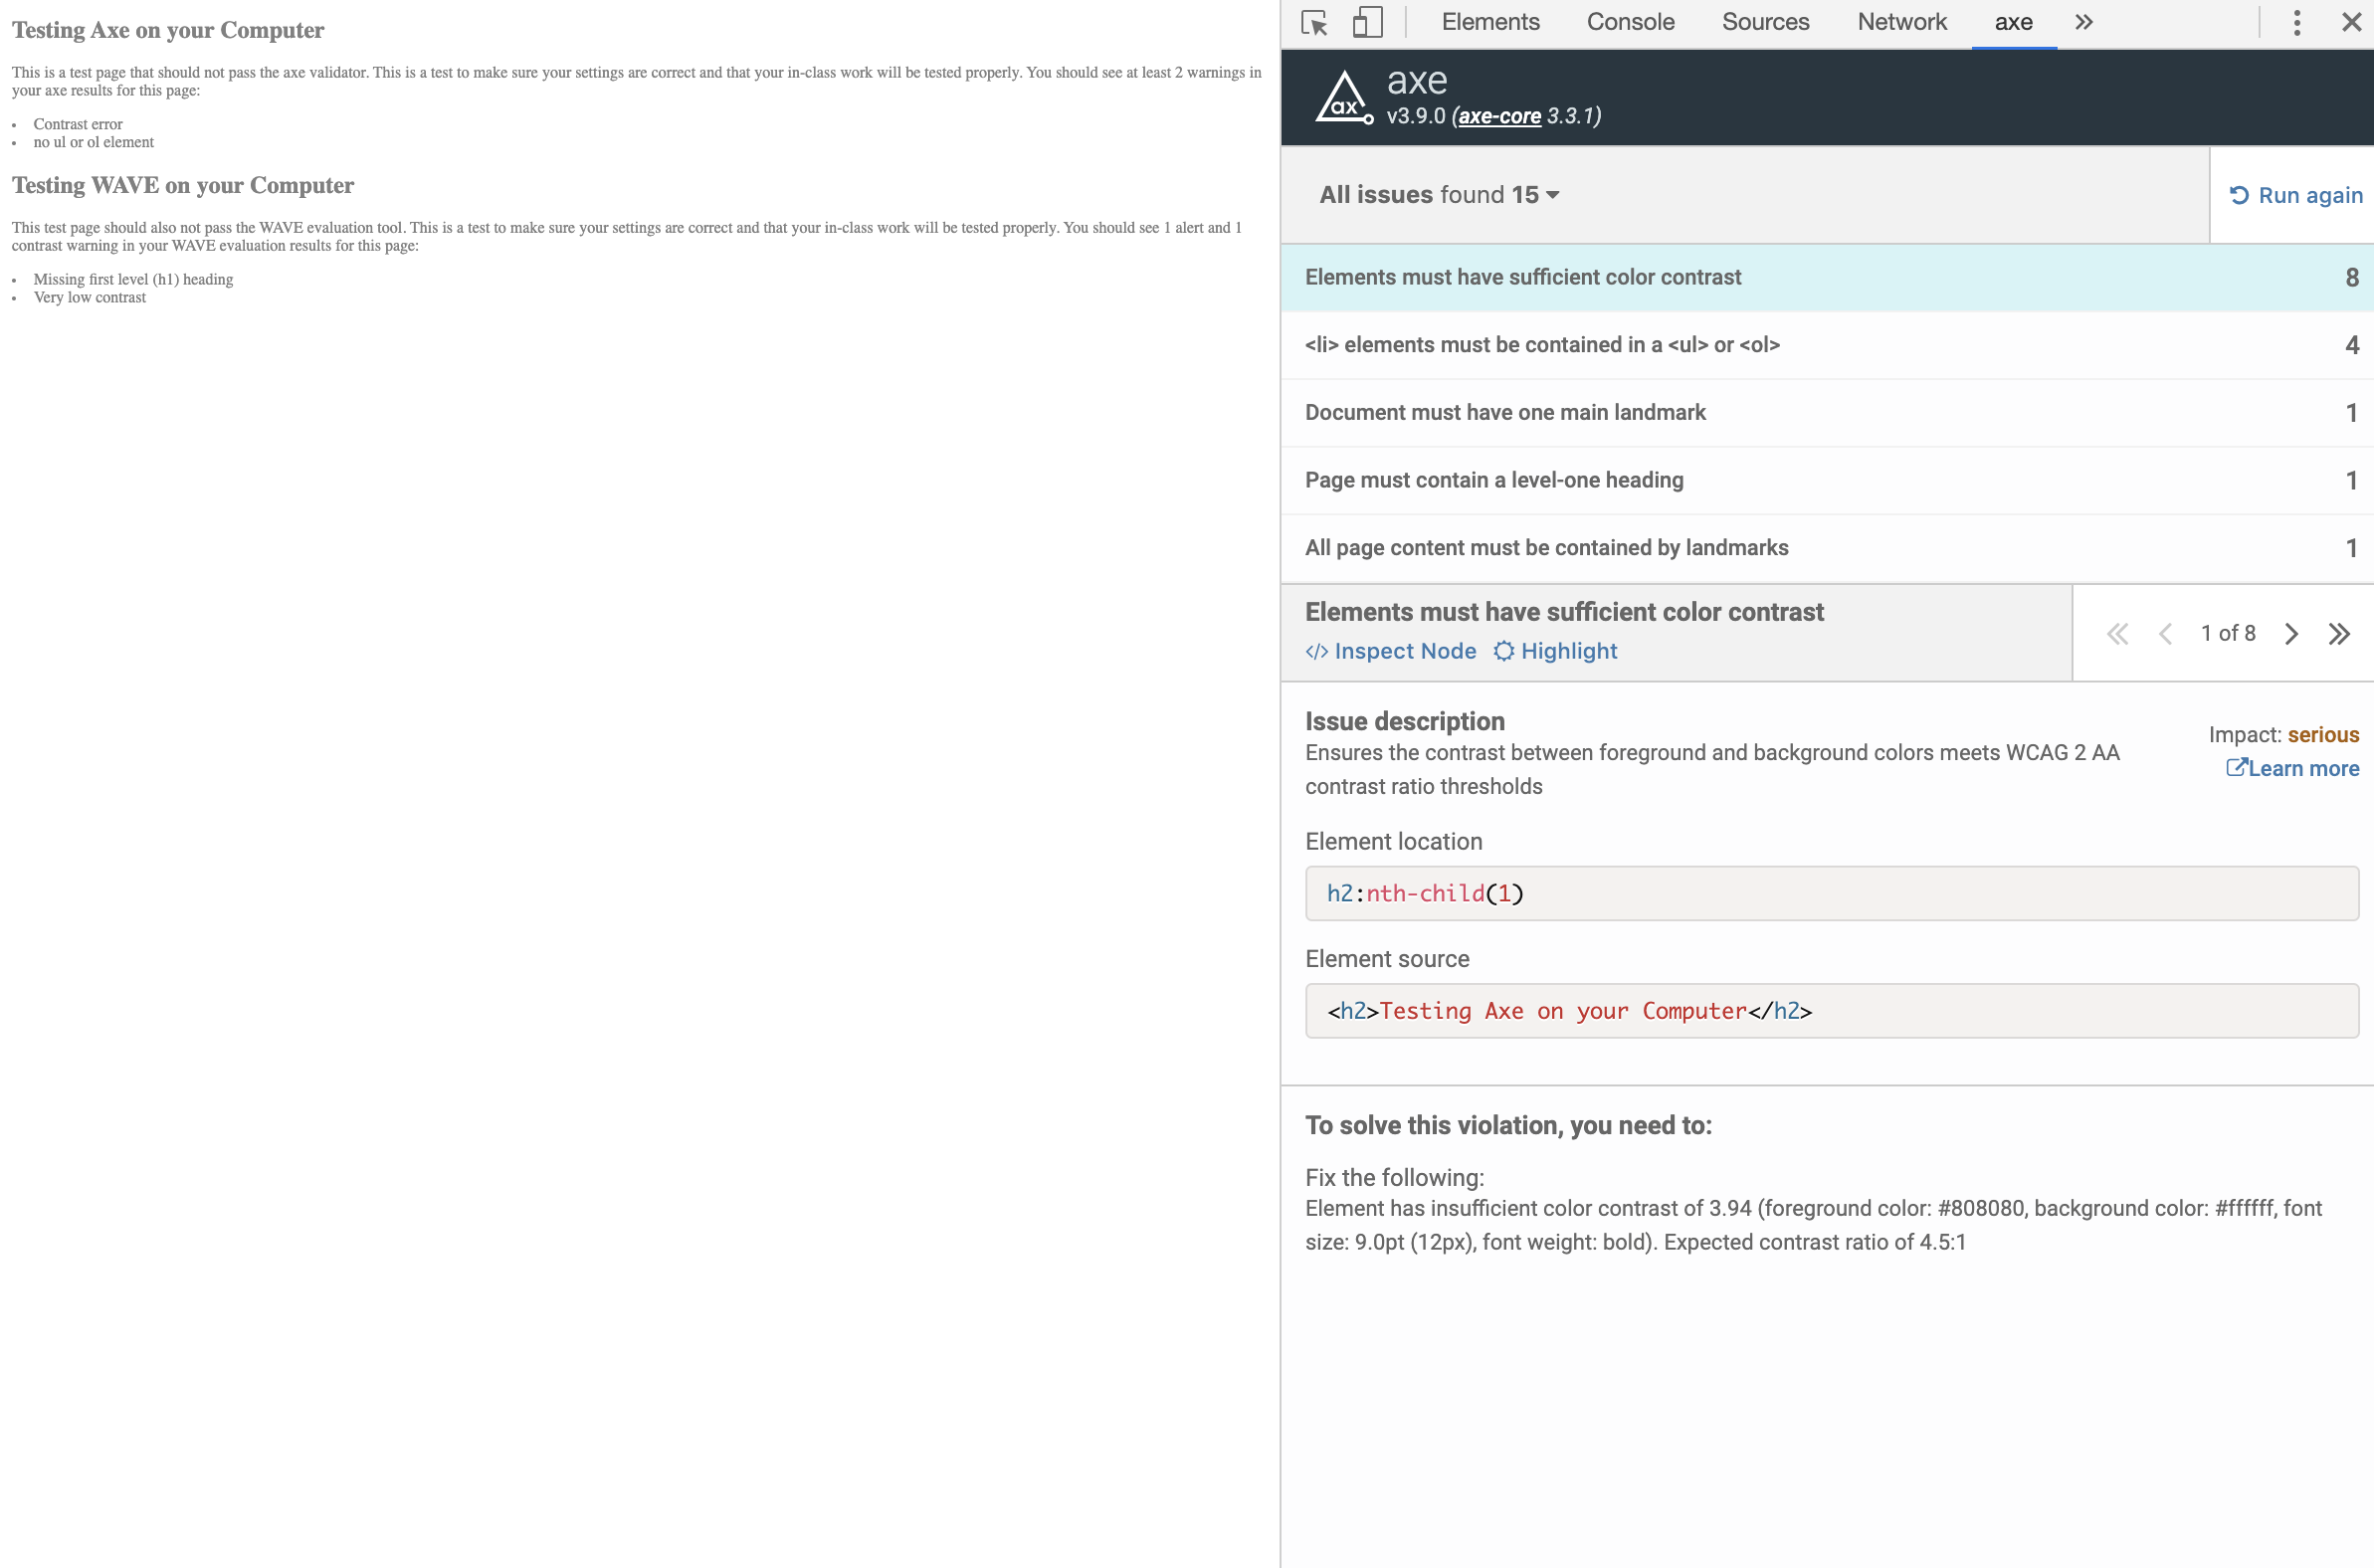 Testing Axe on your Computer
This is a test page that should not pass the axe validator. This is a test to make sure your settings are correct and that your in-class work will be tested properly. You should see at least 2 warnings in
your axe results for this page:
• Contrast error
• no ul or ol element
Testing WAVE on your Computer
This test page should also not pass the WAVE evaluation tool. This is a test to make sure your settings are correct and that your in-class work will be tested properly. You should see 1 alert and 1
contrast warning in your WAVE evaluation results for this page:
• Missing first level (h1) heading
• Very low contrast
Elements Console Sources Network axe
ax
axe
v3.9.0 (axe-core 3.3.1)
All issues found 15
Run again
Elements must have sufficient color contrast 8
<li> elements must be contained in a <ul> or <ol> 4
Document must have one main landmark 1
Page must contain a level-one heading 1
All page content must be contained by landmarks 1
Elements must have sufficient color contrast
</> Inspect Node Highlight
1 of 8
Issue description
Ensures the contrast between foreground and background colors meets WCAG 2 AA
contrast ratio thresholds
Impact: serious
Learn more
Element location
h2:nth-child(1)
Element source
<h2>Testing Axe on your Computer</h2>
To solve this violation, you need to:
Fix the following:
Element has insufficient color contrast of 3.94 (foreground color: #808080, background color: #ffffff, font
size: 9.0pt (12px), font weight: bold). Expected contrast ratio of 4.5:1